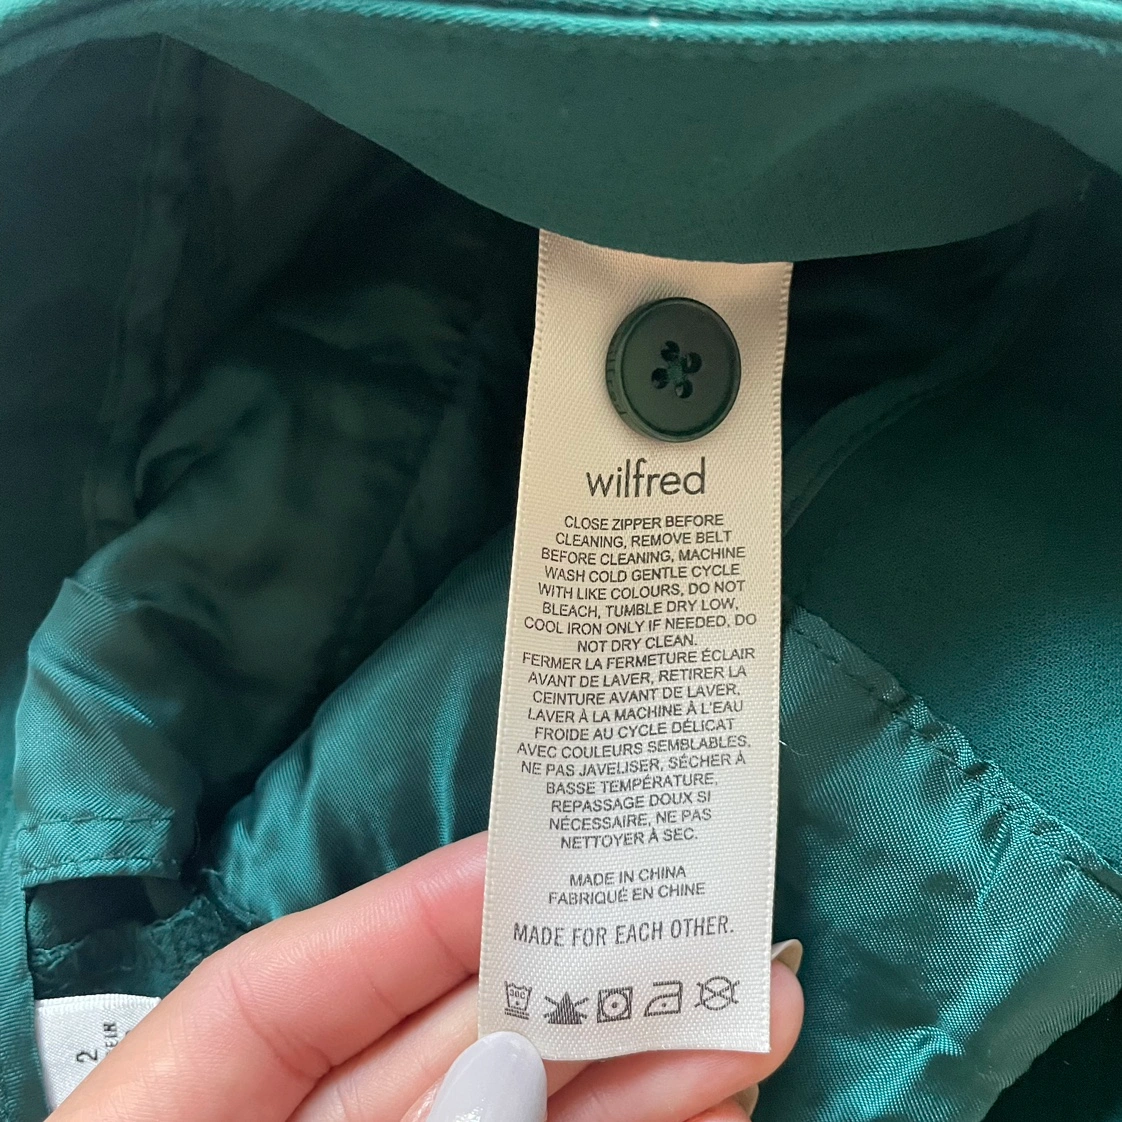 wilfred
CLOSE ZIPPER BEFORE
CLEANING, REMOVE BELT
BEFORE CLEANING, MACHINE
WASH COLD GENTLE CYCLE
WITH LIKE COLOURS, DO NOT
BLEACH, TUMBLE DRY LOW,
COOL IRON ONLY IF NEEDED, DO
NOT DRY CLEAN.
FERMER LA FERMETURE ÉCLAIR
AVANT DE LAVER, RETIRER LA
CEINTURE AVANT DE LAVER,
LAVER À LA MACHINE À L'EAU
FROIDE AU CYCLE DÉLICAT
AVEC COULEURS SEMBLABLES,
NE PAS JAVELISER, SÉCHER À
BASSE TEMPÉRATURE,
REPASSAGE DOUX SI
NÉCESSAIRE, NE PAS
NETTOYER À SEC.
MADE IN CHINA
FABRIQUÉ EN CHINE
MADE FOR EACH OTHER.
30C
2